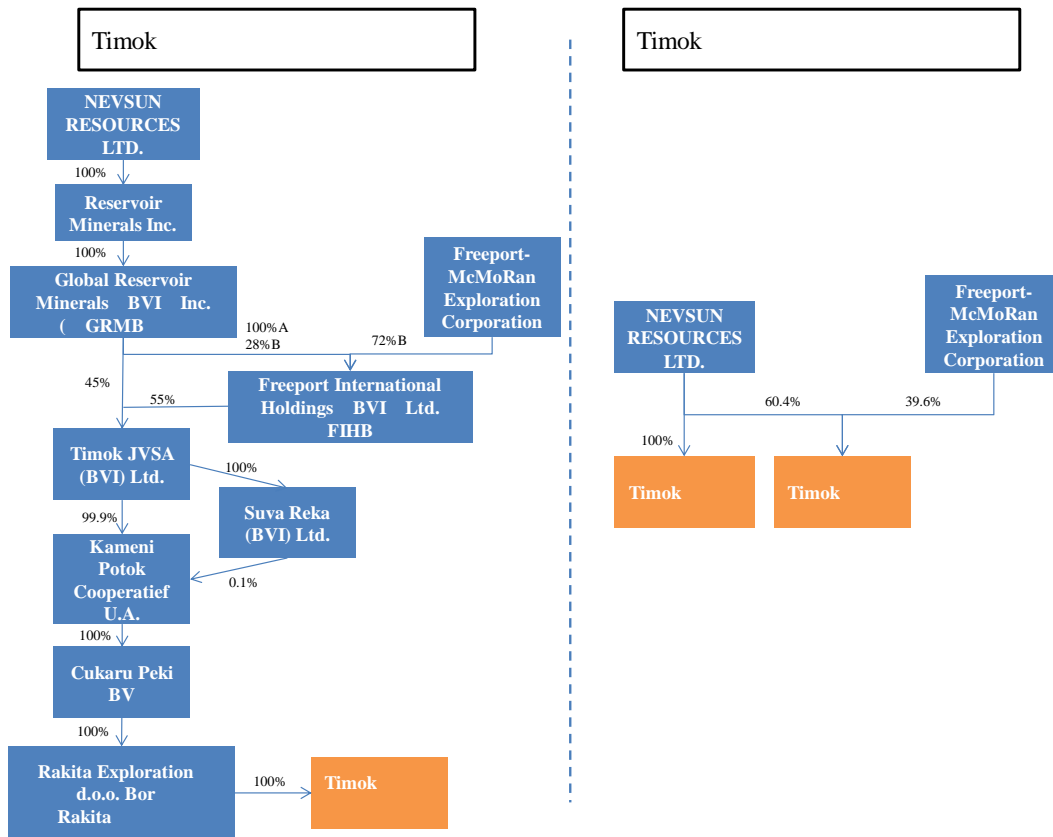 Timok
NEVSUN
RESOURCES
LTD.
100%
Reservoir
Minerals Inc.
100%
Global Reservoir
Minerals BVI Inc.
( GRMB
Freeport-
McMoRan
Exploration
Corporation
100%A
28%B
72%B
45%
55%
Freeport International
Holdings BVI Ltd.
FIHB
Timok JVSA
(BVI) Ltd.
100%
Suva Reka
(BVI) Ltd.
99.9%
0.1%
Kameni
Potok
Cooperatief
U.A.
100%
Cukaru Peki
BV
100%
Rakita Exploration
d.o.o. Bor
Rakita
100%
Timok
Timok
NEVSUN
RESOURCES
LTD.
Freeport-
McMoRan
Exploration
Corporation
60.4%
39.6%
100%
Timok
Timok